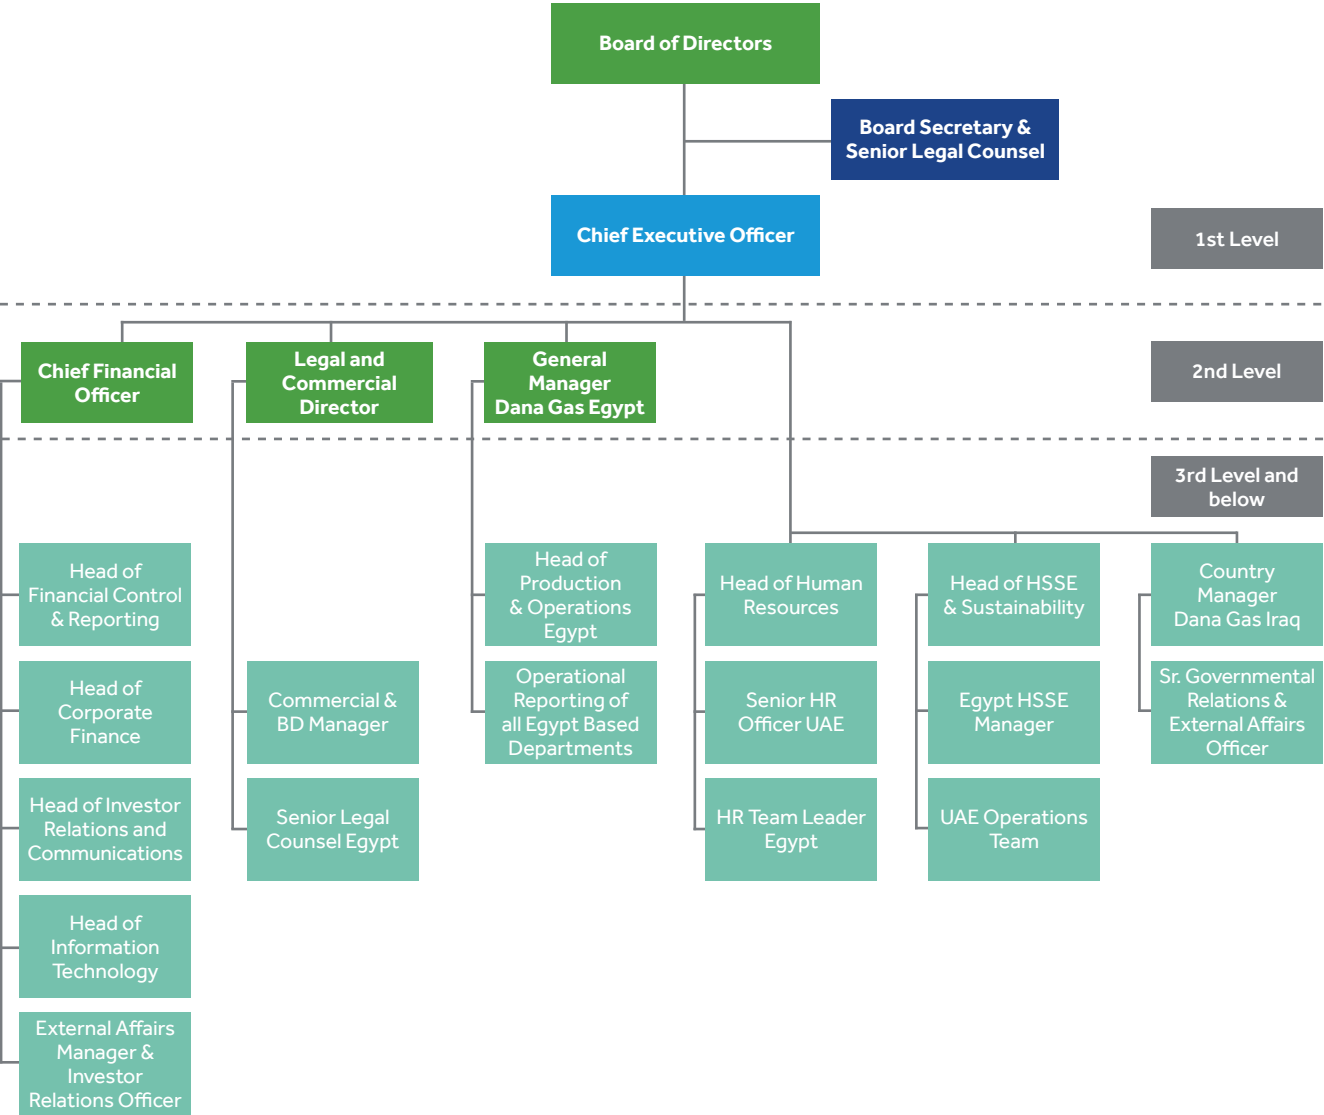 Board of Directors
Board Secretary &
Senior Legal Counsel
Chief Executive Officer
1st Level
Chief Financial
Officer
Legal and
Commercial
Director
General
Manager
Dana Gas Egypt
2nd Level
3rd Level and
below
Head of
Financial Control
& Reporting
Head of
Corporate
Finance
Head of Investor
Relations and
Communications
Head of
Information
Technology
External Affairs
Manager &
Investor
Relations Officer
Commercial &
BD Manager
Senior Legal
Counsel Egypt
Head of
Production
& Operations
Egypt
Operational
Reporting of
all Egypt Based
Departments
Head of Human
Resources
Senior HR
Officer UAE
HR Team Leader
Egypt
Head of HSSE
& Sustainability
Egypt HSSE
Manager
UAE Operations
Team
Country
Manager
Dana Gas Iraq
Sr. Governmental
Relations &
External Affairs
Officer